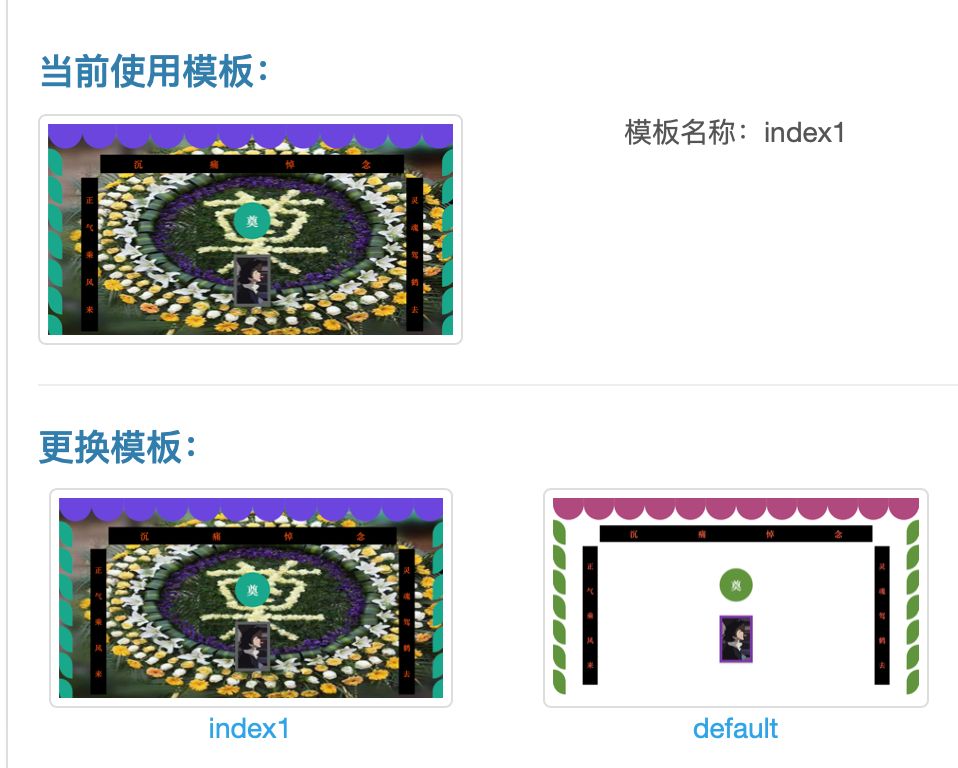 当前使用模板：
模板名称：index1
沉痛悼念
正气乘风来
奠
灵魂驾鹤去
更换模板：
沉痛悼念
正气乘风来
奠
灵魂驾鹤去
沉痛悼念
正气乘风来
奠
灵魂驾鹤去
index1
default